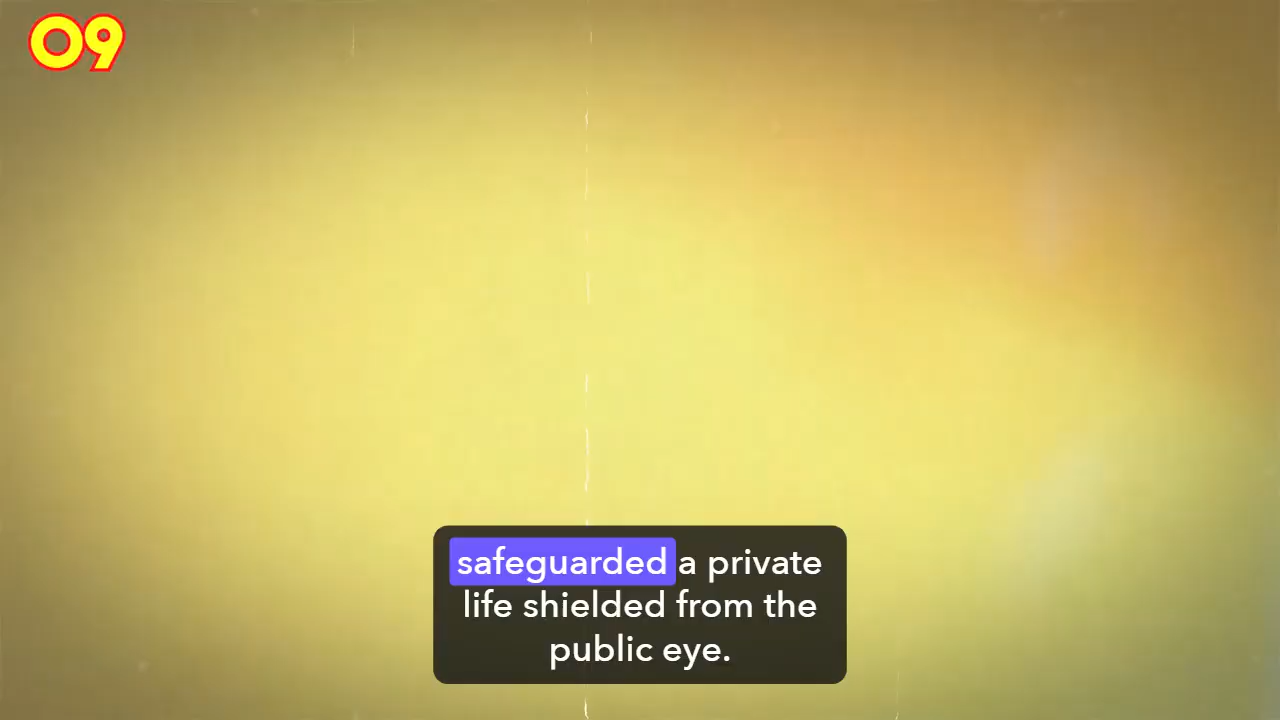 09
safeguarded a private
life shielded from the
public eye.